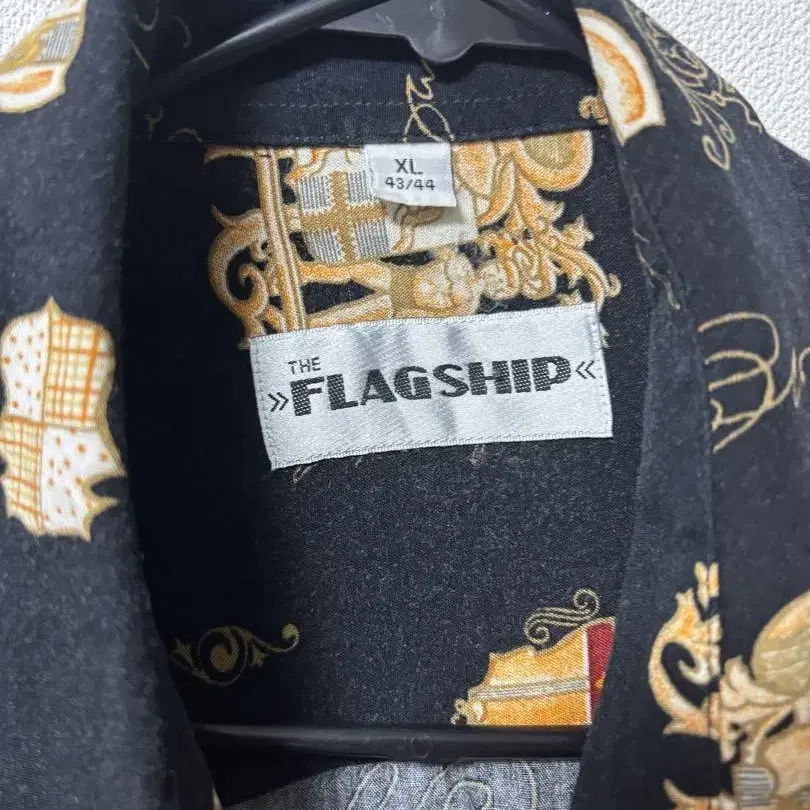 XL
43/44
THE
»FLAGSHIP«